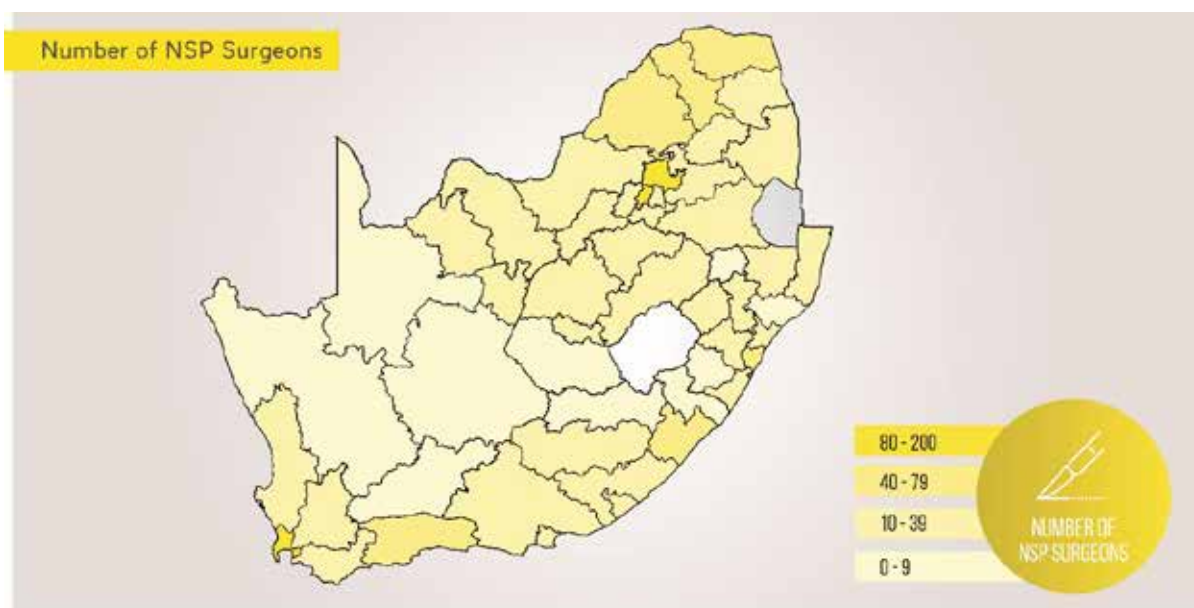 Number of NSP Surgeons
80 - 200
40 - 79
10 - 39
0 - 9
NUMBER OF
NSP SURGEONS